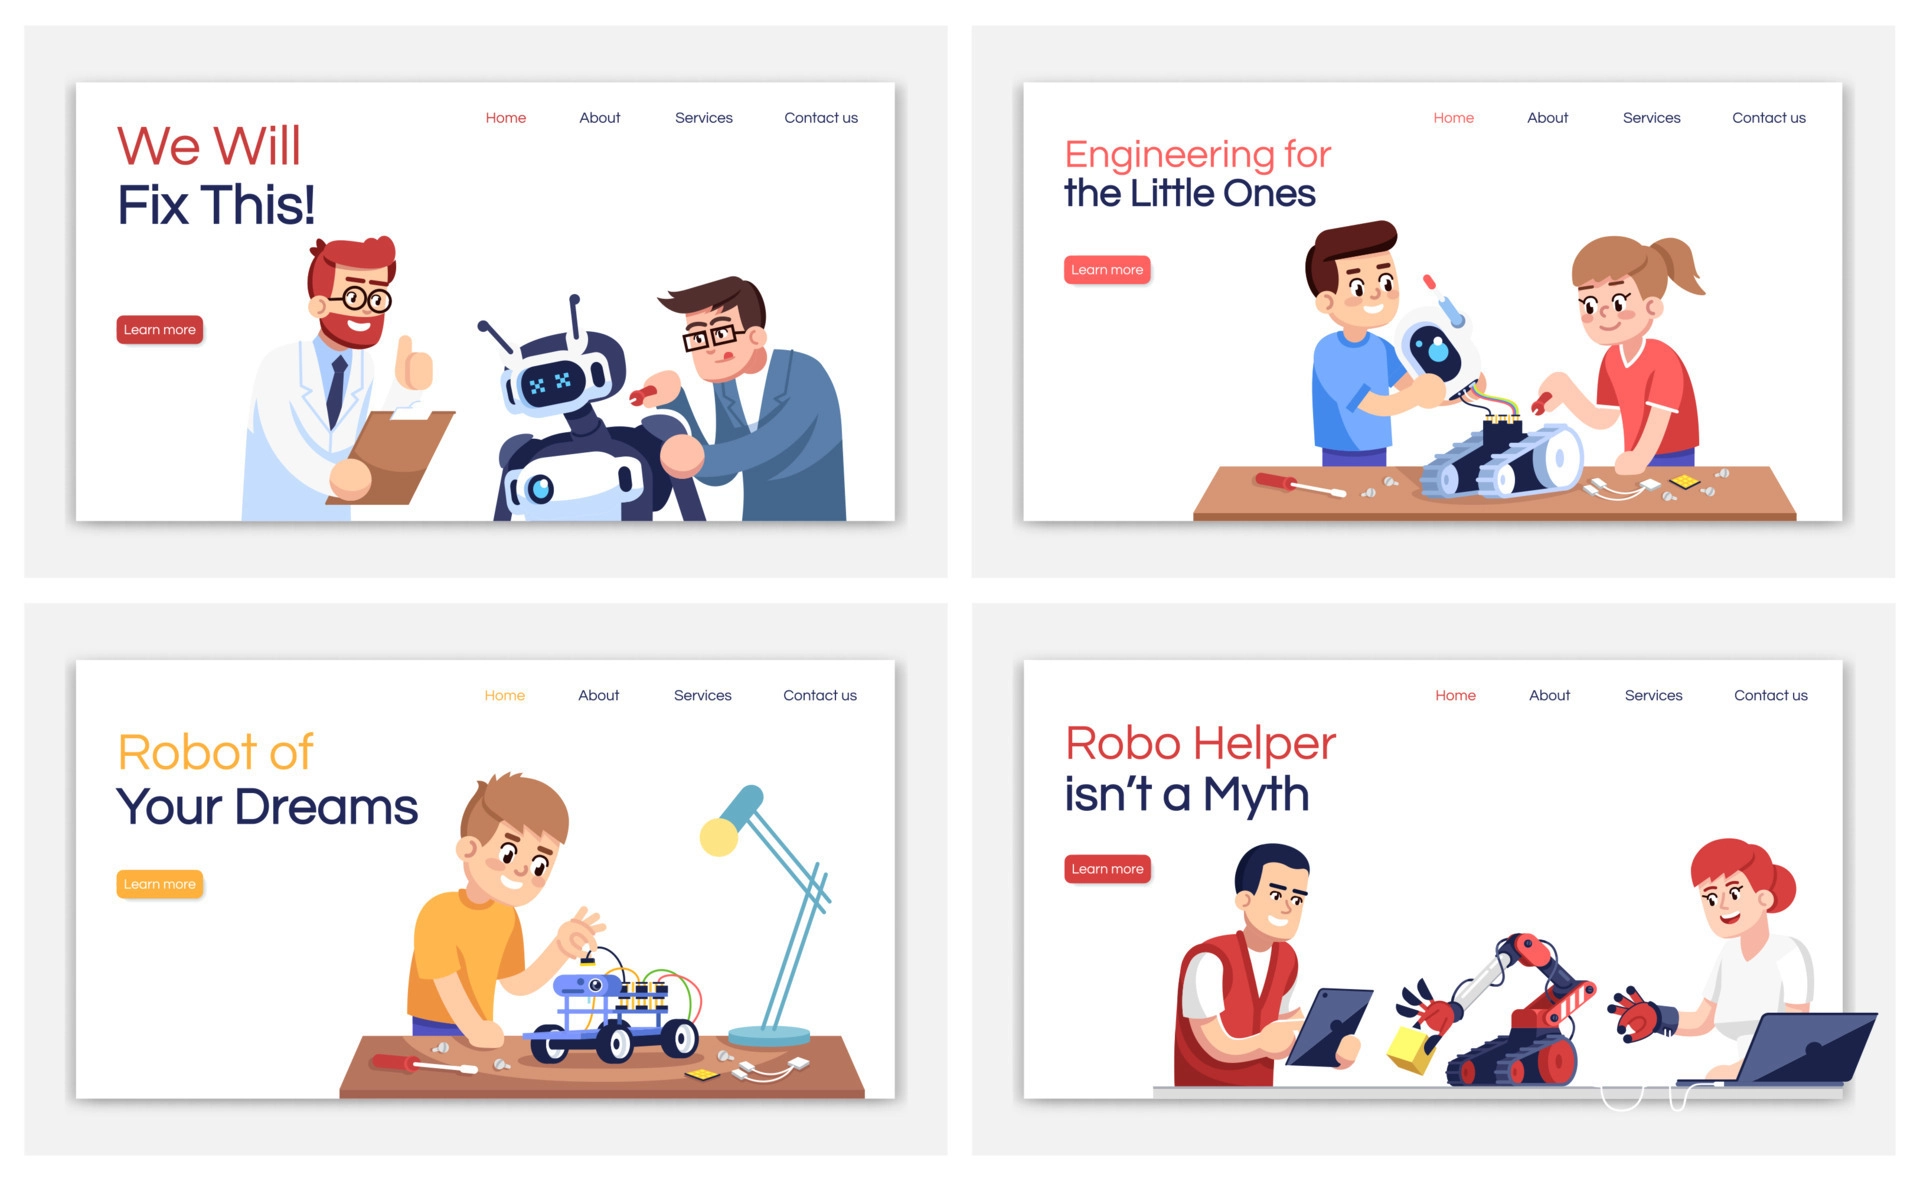 Home About Services Contact us
We Will
Fix This!
Learn more
Home About Services Contact us
Engineering for
the Little Ones
Learn more
Home About Services Contact us
Robot of
Your Dreams
Learn more
Home About Services Contact us
Robo Helper
isn’t a Myth
Learn more